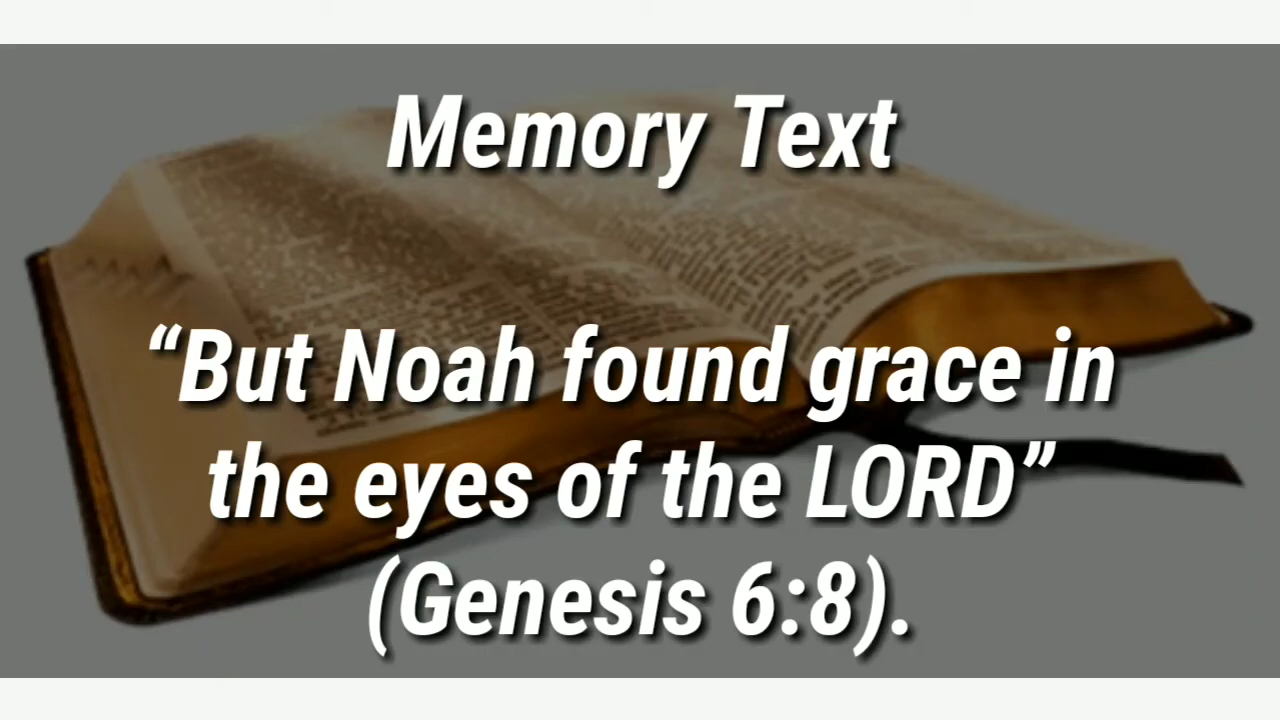 Memory Text
“But Noah found grace in
the eyes of the LORD”
(Genesis 6:8).